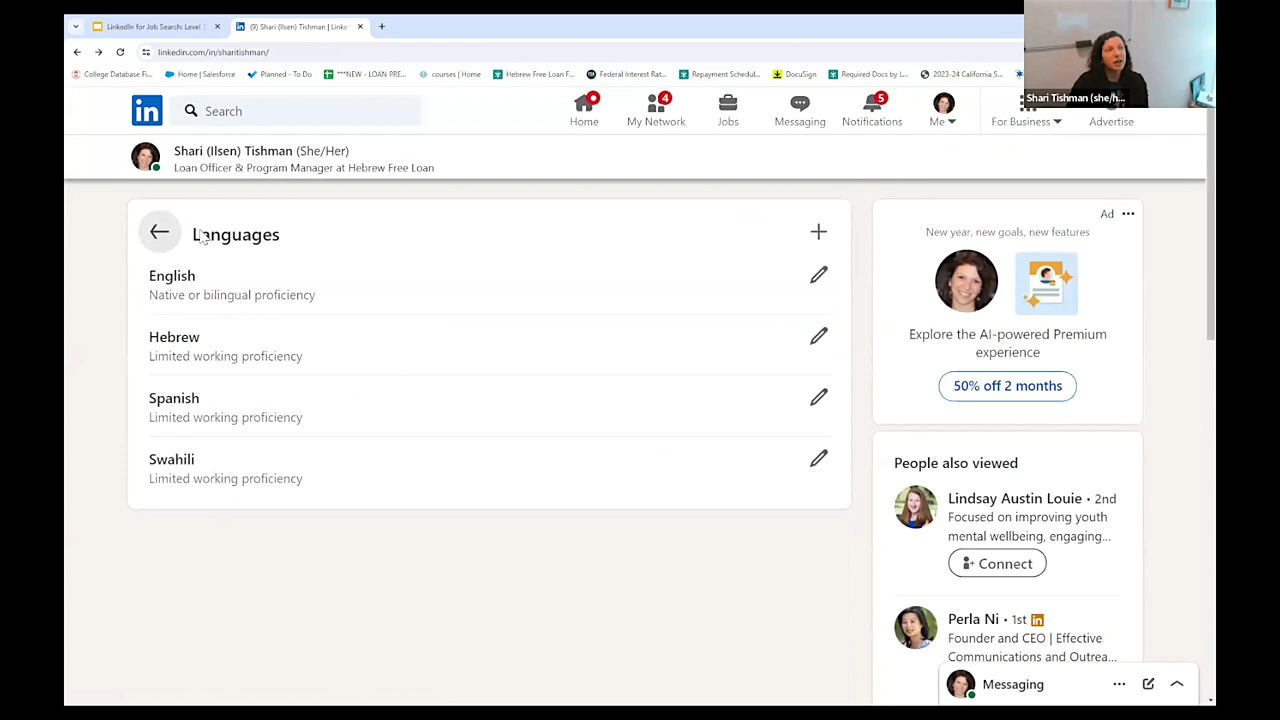 LinkedIn for Job Search: Level
(9) Shari (Ilsen) Tishman | Linke
linkedin.com/in/sharitishman/
College Database Fi...
Home | Salesforce
Planned - To Do
***NEW - LOAN PRE...
courses | Home
Hebrew Free Loan F...
Federal Interest Rat...
Repayment Schedul...
DocuSign
Required Docs by L...
2023-24 California S...
Shari Tishman (she/h...
in
Search
Home
4
My Network
Jobs
Messaging
5
Notifications
Me
For Business
Advertise
Shari (Ilsen) Tishman (She/Her)
Loan Officer & Program Manager at Hebrew Free Loan
Languages
English
Native or bilingual proficiency
Hebrew
Limited working proficiency
Spanish
Limited working proficiency
Swahili
Limited working proficiency
Ad
New year, new goals, new features
Explore the AI-powered Premium
experience
50% off 2 months
People also viewed
Lindsay Austin Louie • 2nd
Focused on improving youth
mental wellbeing, engaging...
Connect
Perla Ni • 1st in
Founder and CEO | Effective
Communications and Outrea...
Messaging